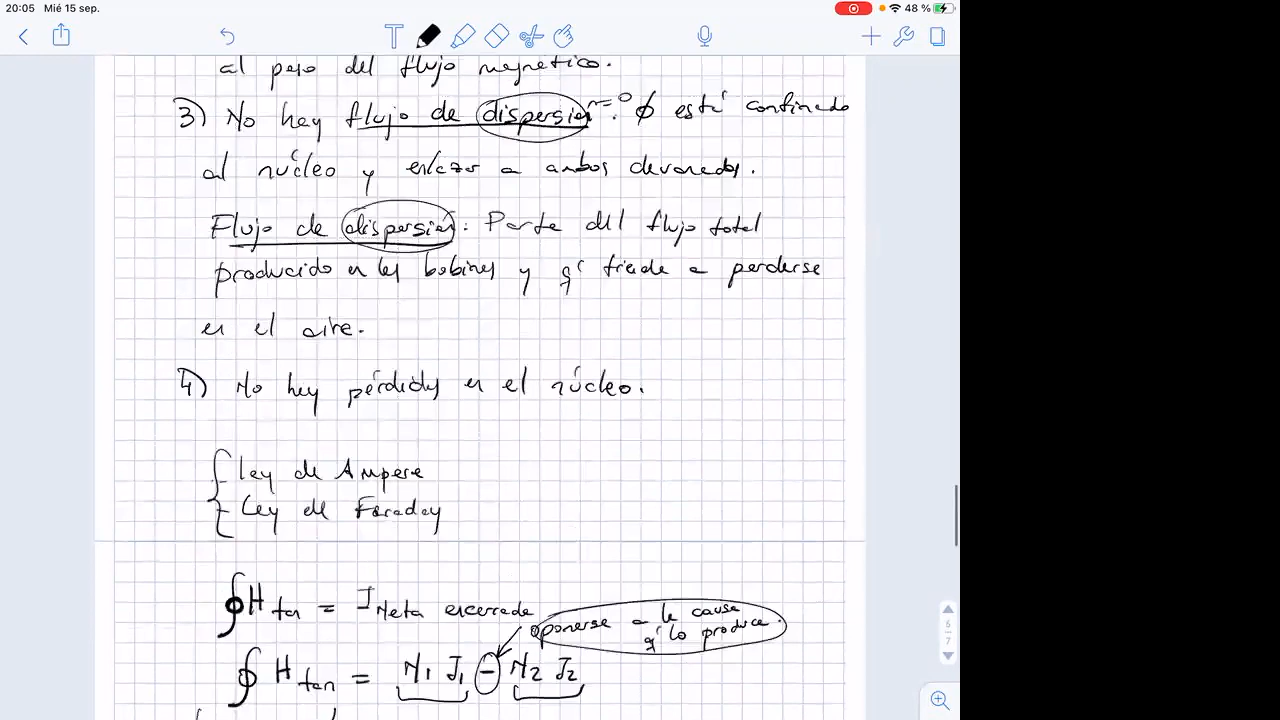 20:05 Mié 15 sep.
48 %
al paso del flujo magnético.
3) No hay flujo de dispersión. ≈0 ϕ está confinado
al núcleo y enlaza a ambos devanados.
Flujo de dispersión: Parte del flujo total
producido en las bobinas y q' tiende a perderse
en el aire.
4) No hay pérdidas en el núcleo.
- Ley de Ampere
- Ley de Faraday
∮ H tan = I Neta encerrada
oponerse a la causa
q' lo produce.
∮ H tan = N1 I1 - N2 I2
6
7